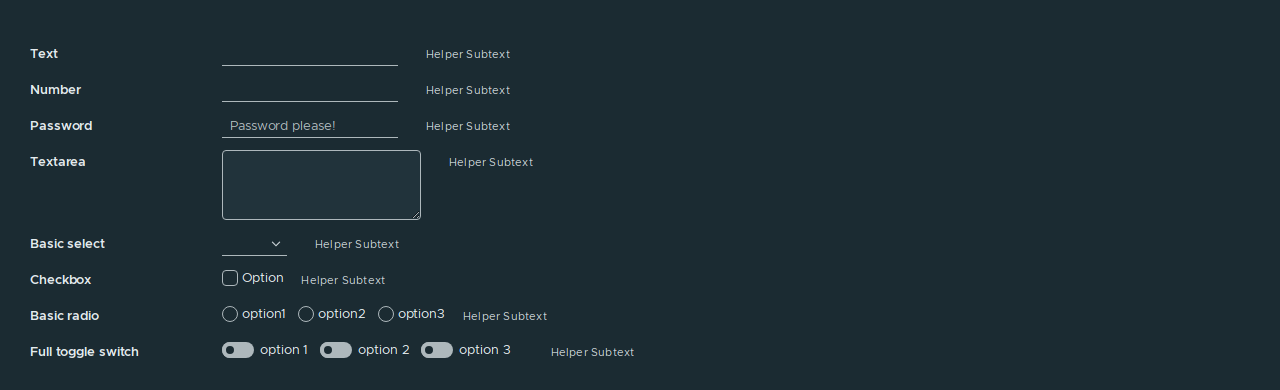 Text Helper Subtext
Number Helper Subtext
Password Password please! Helper Subtext
Textarea Helper Subtext
Basic select Helper Subtext
Checkbox Option Helper Subtext
Basic radio option1 option2 option3 Helper Subtext
Full toggle switch option 1 option 2 option 3 Helper Subtext